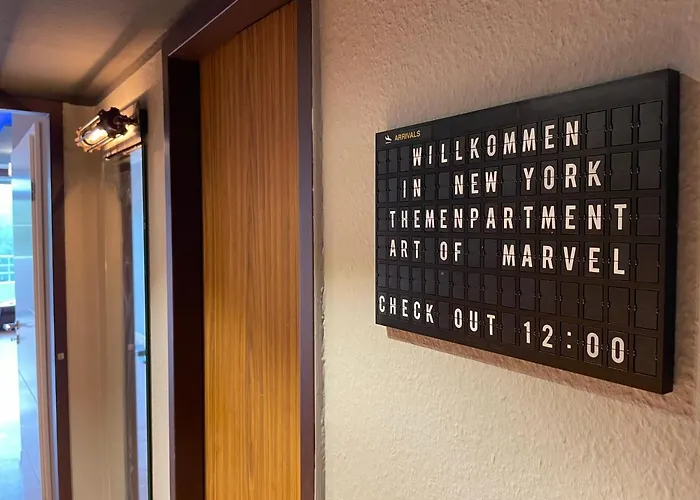 ARRIVALS
WILLKOMMEN
IN NEW YORK
THEMENPARTMENT
ART OF MARVEL
CHECK OUT 12:00